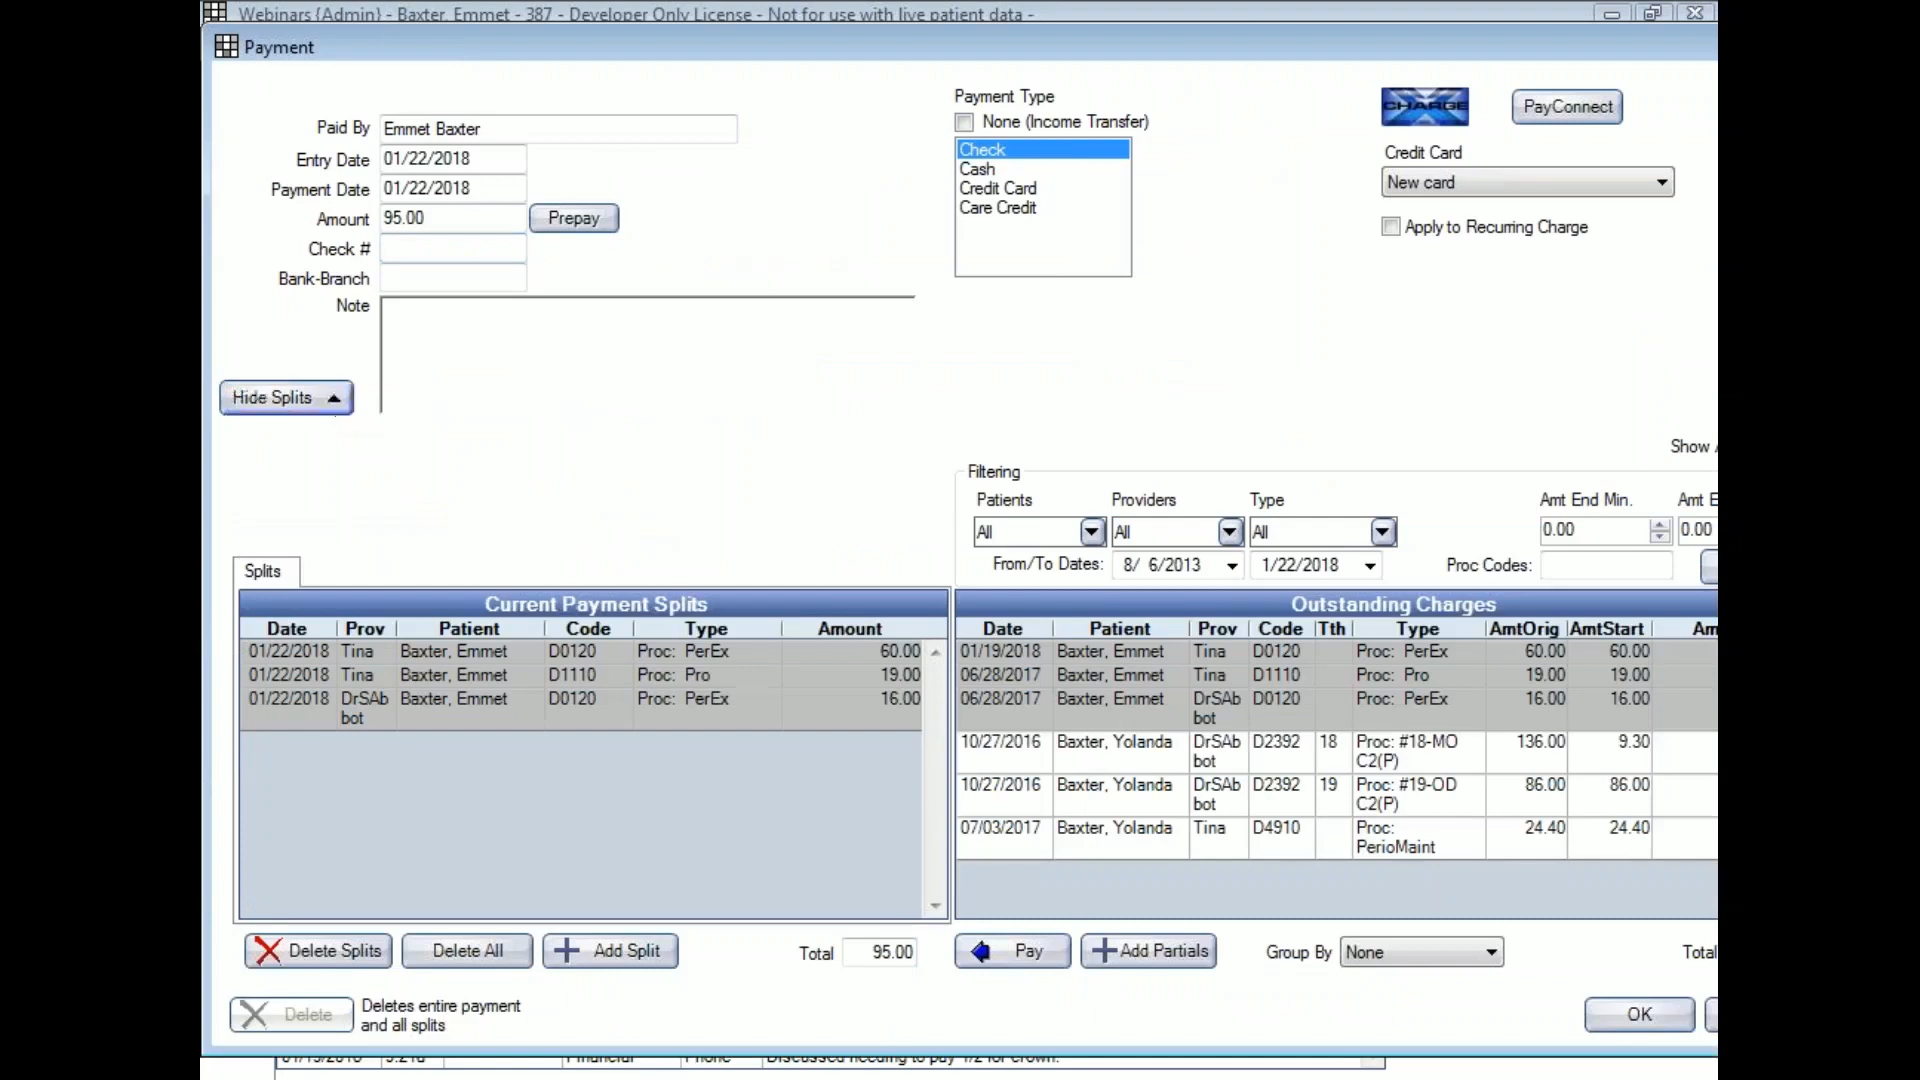 Webinars {Admin} - Baxter, Emmet - 387 - Developer Only License - Not for use with live patient data -
Payment
Paid By Emmet Baxter
Entry Date 01/22/2018
Payment Date 01/22/2018
Amount 95.00 Prepay
Check #
Bank-Branch
Note
Hide Splits
Payment Type
None (Income Transfer)
Check
Cash
Credit Card
Care Credit
CHARGE PayConnect
Credit Card
New card
Apply to Recurring Charge
Show
Filtering
Patients Providers Type Amt End Min. Amt E
All All All 0.00 0.00
From/To Dates: 8/ 6/2013 1/22/2018 Proc Codes:
Splits
Current Payment Splits
Date Prov Patient Code Type Amount
01/22/2018 Tina Baxter, Emmet D0120 Proc: PerEx 60.00
01/22/2018 Tina Baxter, Emmet D1110 Proc: Pro 19.00
01/22/2018 DrSAb Baxter, Emmet D0120 Proc: PerEx 16.00
bot
Delete Splits Delete All Add Split Total 95.00
Outstanding Charges
Date Patient Prov Code Tth Type AmtOrig AmtStart Am
01/19/2018 Baxter, Emmet Tina D0120 Proc: PerEx 60.00 60.00
06/28/2017 Baxter, Emmet Tina D1110 Proc: Pro 19.00 19.00
06/28/2017 Baxter, Emmet DrSAb D0120 Proc: PerEx 16.00 16.00
bot
10/27/2016 Baxter, Yolanda DrSAb D2392 18 Proc: #18-MO 136.00 9.30
bot C2(P)
10/27/2016 Baxter, Yolanda DrSAb D2392 19 Proc: #19-OD 86.00 86.00
bot C2(P)
07/03/2017 Baxter, Yolanda Tina D4910 Proc: 24.40 24.40
PerioMaint
Pay Add Partials Group By None Total
Delete Deletes entire payment
and all splits
OK
Financial Phone Discussed needing to pay 1/2 for crown.